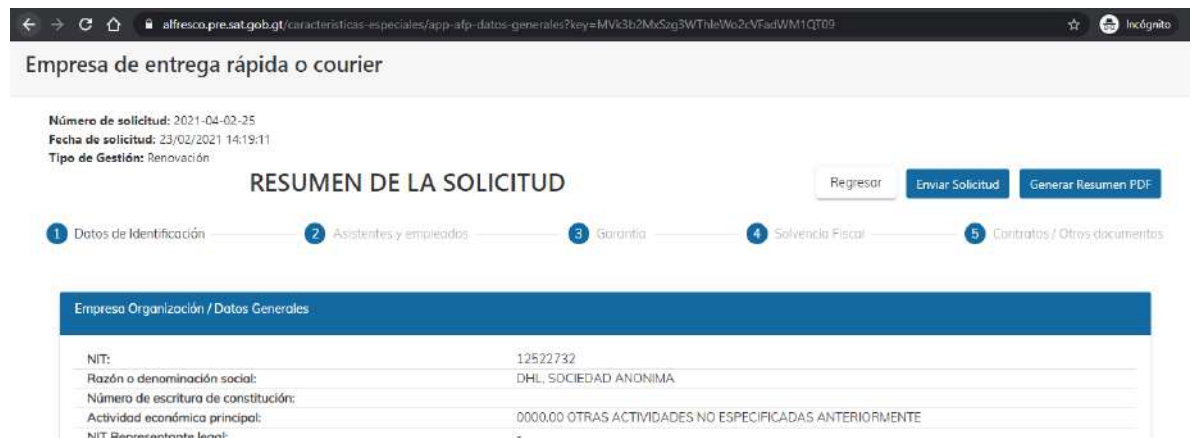 alfresco.pre.sat.gob.gt/caracteristicas-especiales/app-afp-datos-generales?key=
Incógnito
Empresa de entrega rápida o courier
Número de solicitud: 2021-04-02-25
Fecha de solicitud: 23/02/2021 14:19:11
Tipo de Gestión: Renovación
RESUMEN DE LA SOLICITUD
Regresar
Enviar Solicitud
Generar Resumen PDF
1 Datos de Identificación
2 Asistentes y empleados
3 Garantía
4 Solvencia Fiscal
5 Contratos / Otros documentos
Empresa Organización / Datos Generales
NIT: 12522732
Razón o denominación social: DHL, SOCIEDAD ANONIMA
Número de escritura de constitución:
Actividad económica principal: 0000.00 OTRAS ACTIVIDADES NO ESPECIFICADAS ANTERIORMENTE
NIT Representante legal: -